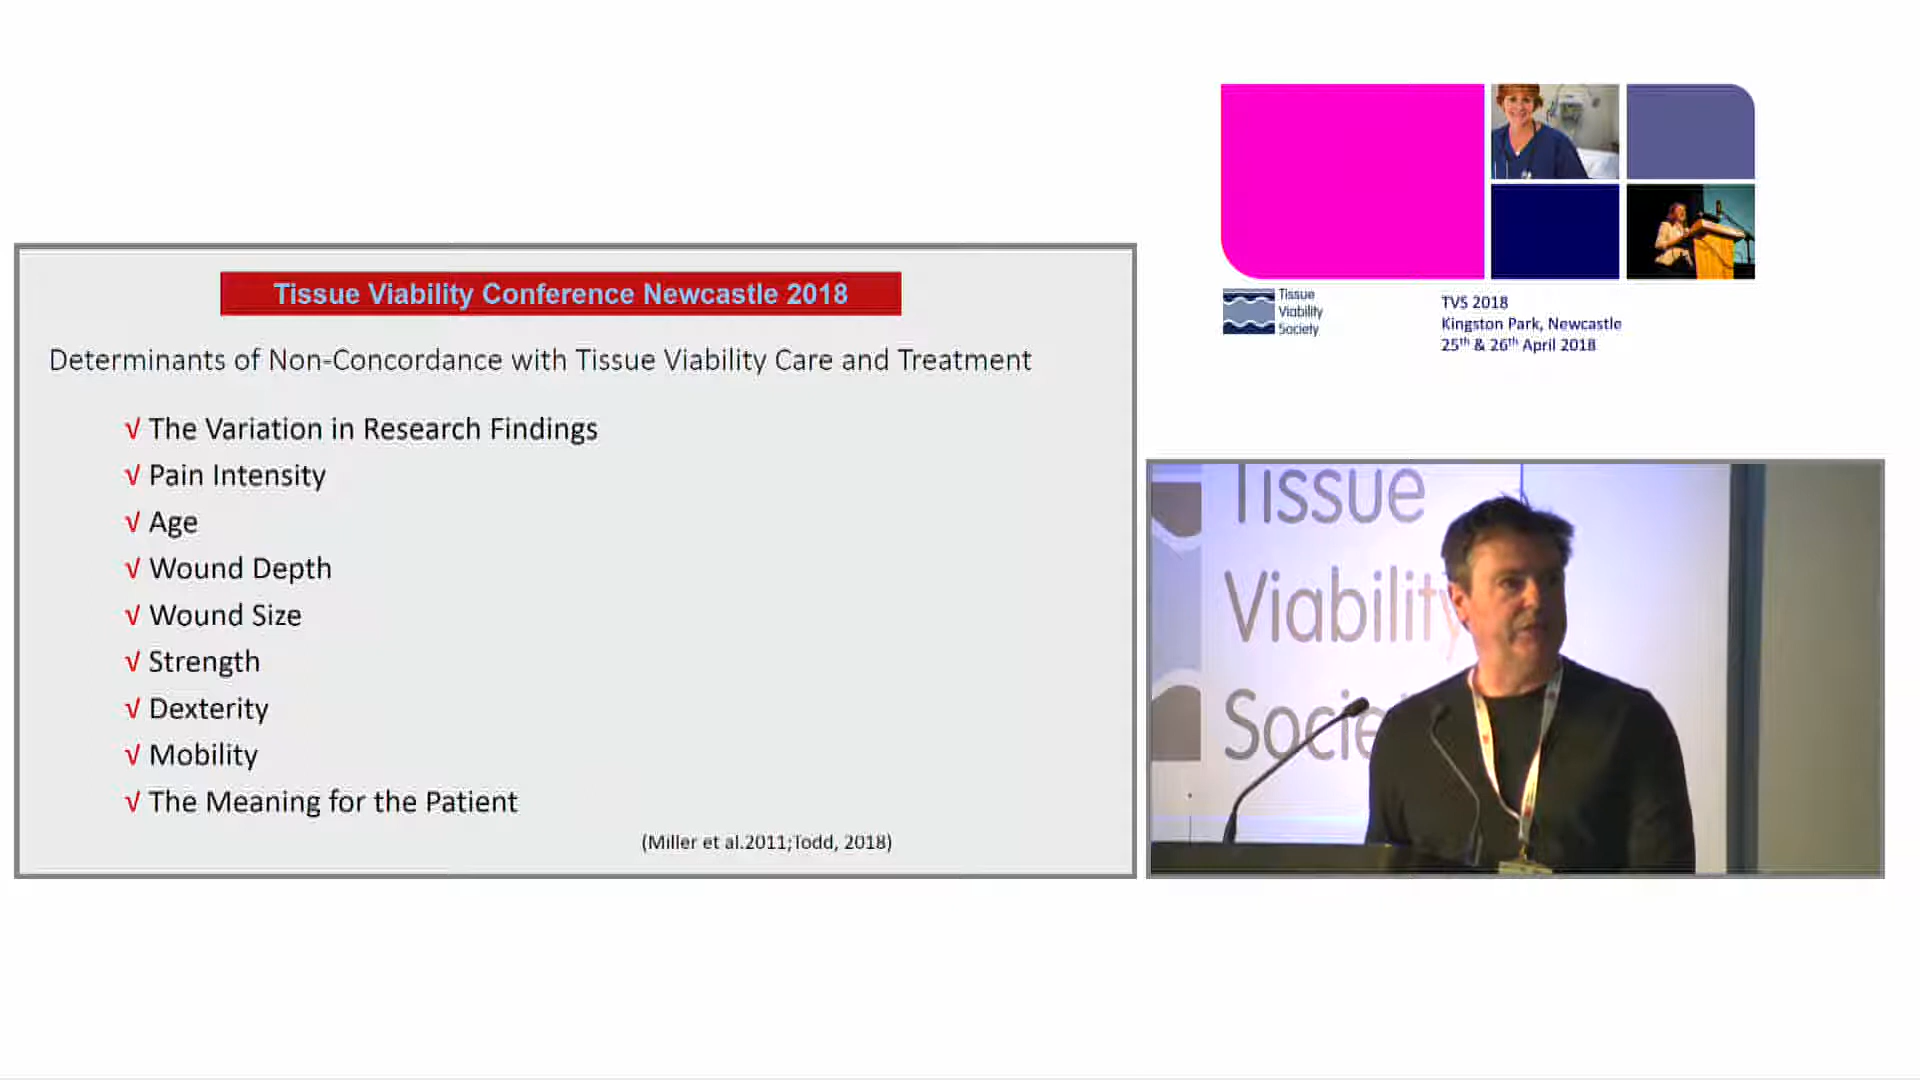 Tissue Viability Conference Newcastle 2018
Determinants of Non-Concordance with Tissue Viability Care and Treatment
√ The Variation in Research Findings
√ Pain Intensity
√ Age
√ Wound Depth
√ Wound Size
√ Strength
√ Dexterity
√ Mobility
√ The Meaning for the Patient
(Miller et al.2011;Todd, 2018)
Tissue
Viability
Society
TVS 2018
Kingston Park, Newcastle
25th & 26th April 2018
Tissue
Viability
Socie